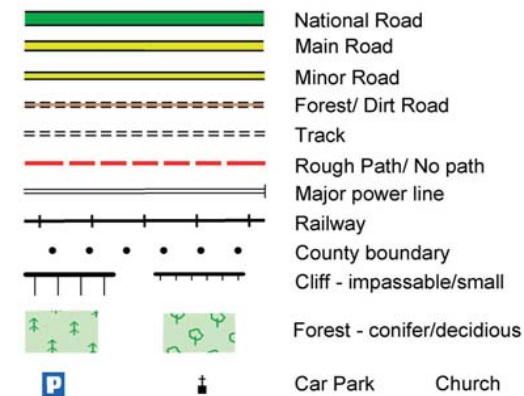 National Road
Main Road
Minor Road
Forest/ Dirt Road
Track
Rough Path/ No path
Major power line
Railway
County boundary
Cliff - impassable/small
Forest - conifer/decidious
P
Car Park Church